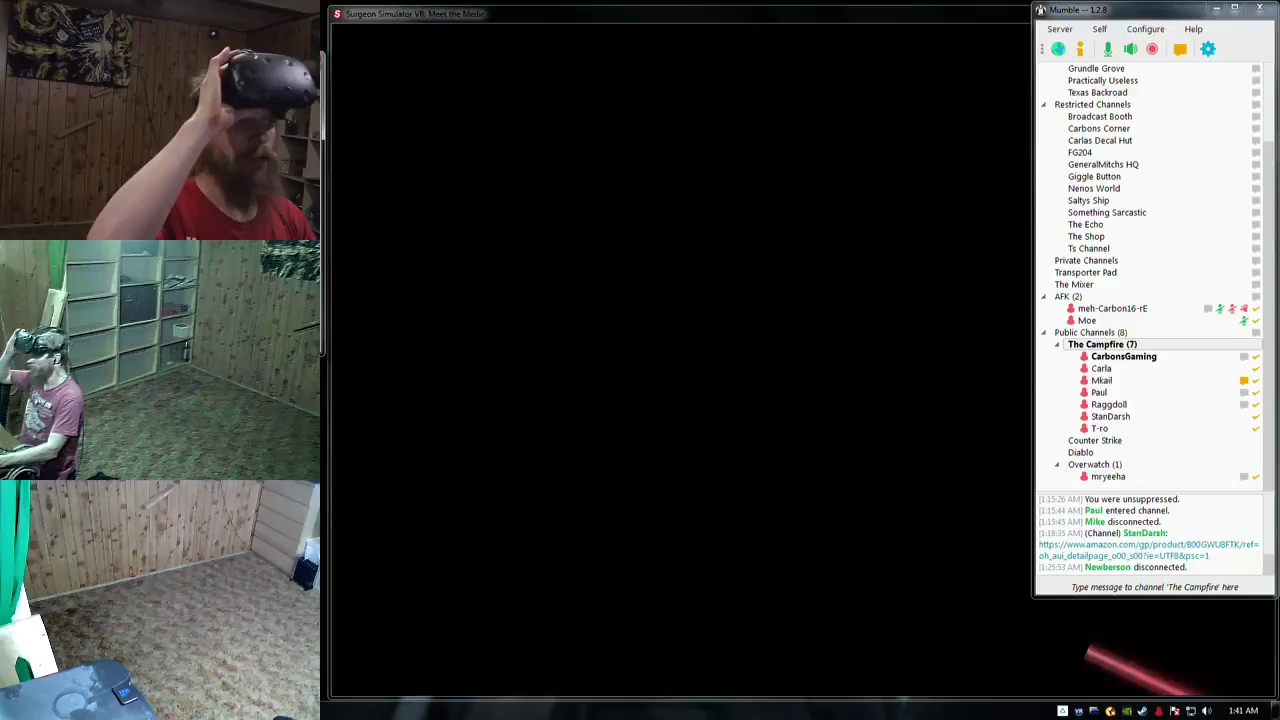 Surgeon Simulator VR: Meet the Medic
Mumble -- 1.2.8
Server Self Configure Help
Grundle Grove
Practically Useless
Texas Backroad
Restricted Channels
Broadcast Booth
Carbons Corner
Carlas Decal Hut
FG204
GeneralMitchs HQ
Giggle Button
Nenos World
Saltys Ship
Something Sarcastic
The Echo
The Shop
Ts Channel
Private Channels
Transporter Pad
The Mixer
AFK (2)
meh-Carbon16-rE
Moe
Public Channels (8)
The Campfire (7)
CarbonsGaming
Carla
Mkail
Paul
Raggdoll
StanDarsh
T-ro
Counter Strike
Diablo
Overwatch (1)
mryeeha
[1:15:26 AM] You were unsuppressed.
[1:15:44 AM] Paul entered channel.
[1:15:45 AM] Mike disconnected.
[1:18:35 AM] (Channel) StanDarsh:
https://www.amazon.com/gp/product/B00GWU8FTK/ref=
oh_aui_detailpage_o00_s00?ie=UTF8&psc=1
[1:25:53 AM] Newberson disconnected.
Type message to channel 'The Campfire' here
1:41 AM